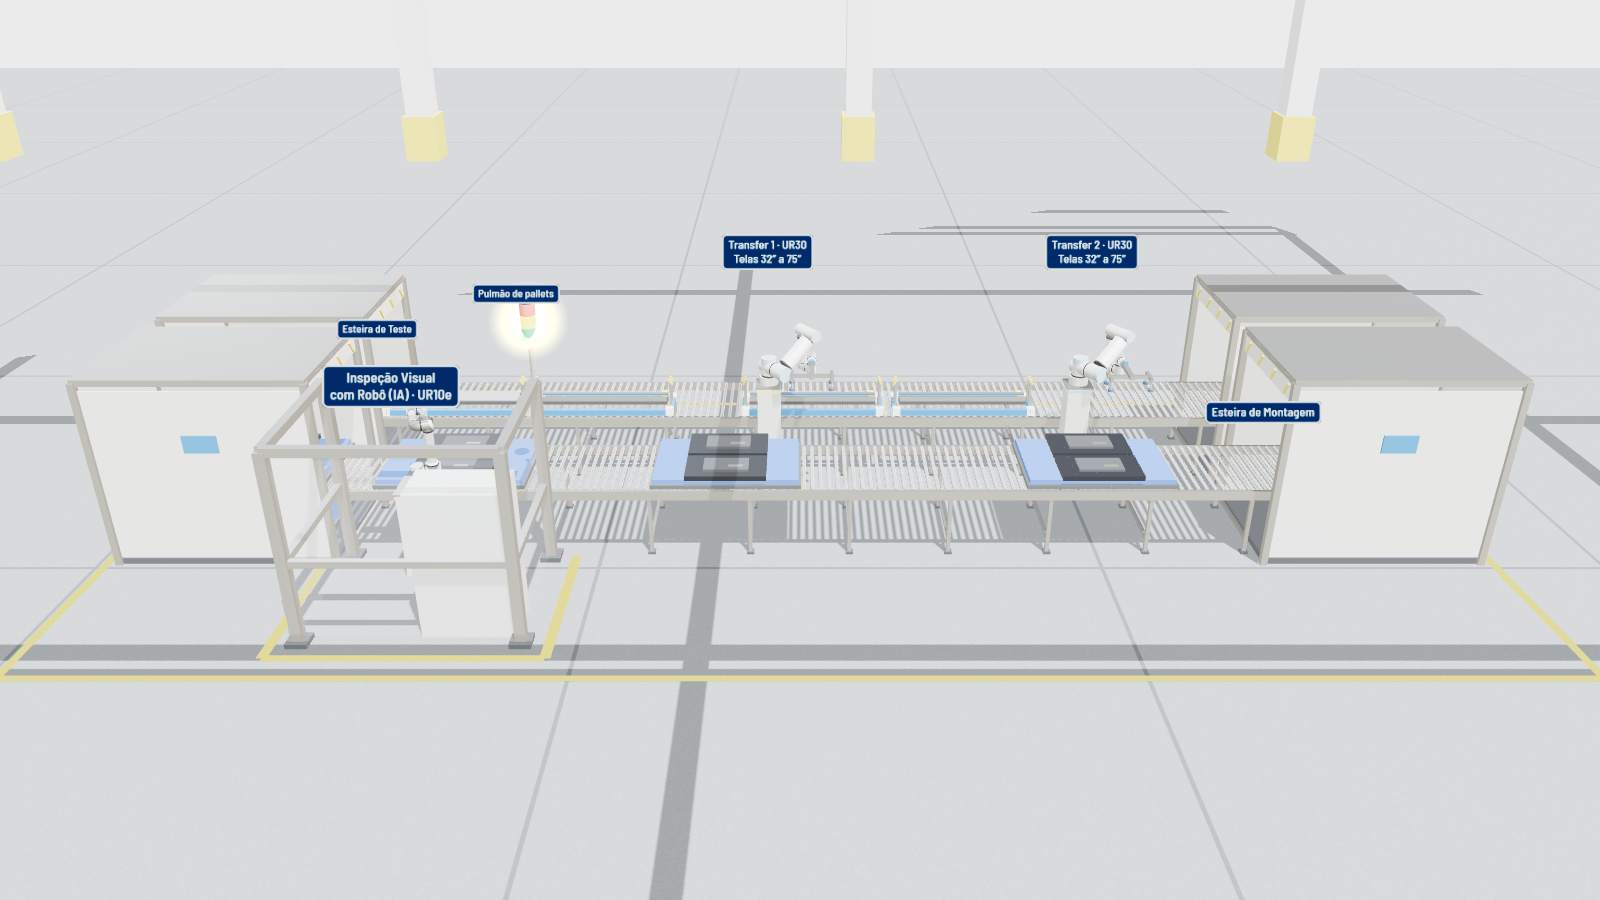 Transfer 1 · UR30
Telas 32” a 75”
Transfer 2 · UR30
Telas 32” a 75”
Pulmão de pallets
Esteira de Teste
Inspeção Visual
com Robô (IA) · UR10e
Esteira de Montagem